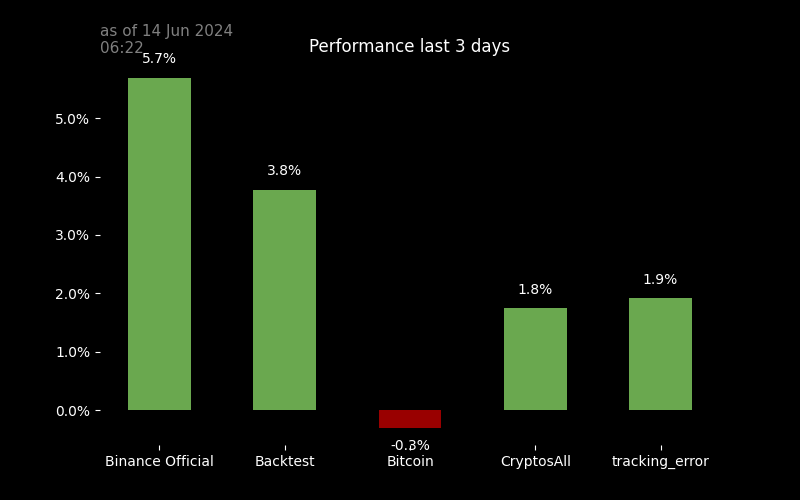 as of 14 Jun 2024
06:22
Performance last 3 days
5.7%
3.8%
-0.3%
1.8%
1.9%
5.0%
4.0%
3.0%
2.0%
1.0%
0.0%
Binance Official
Backtest
Bitcoin
CryptosAll
tracking_error